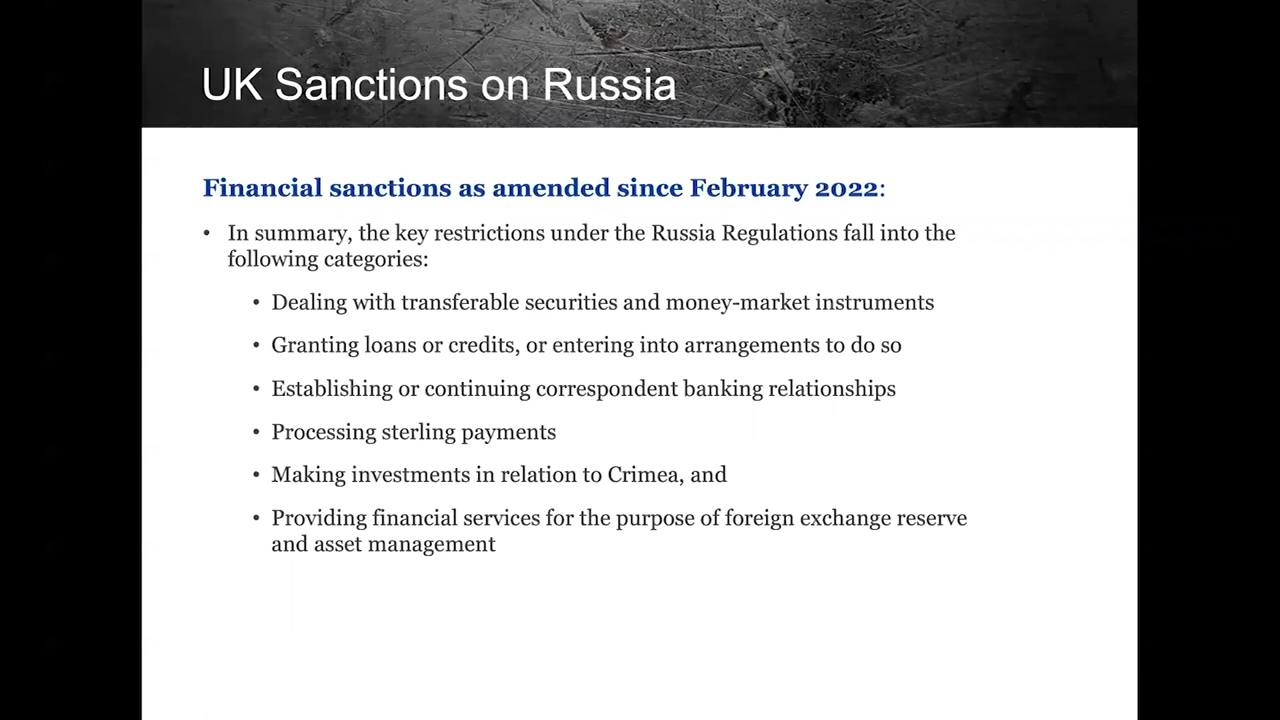 UK Sanctions on Russia
Financial sanctions as amended since February 2022:
• In summary, the key restrictions under the Russia Regulations fall into the
following categories:
• Dealing with transferable securities and money-market instruments
• Granting loans or credits, or entering into arrangements to do so
• Establishing or continuing correspondent banking relationships
• Processing sterling payments
• Making investments in relation to Crimea, and
• Providing financial services for the purpose of foreign exchange reserve
and asset management